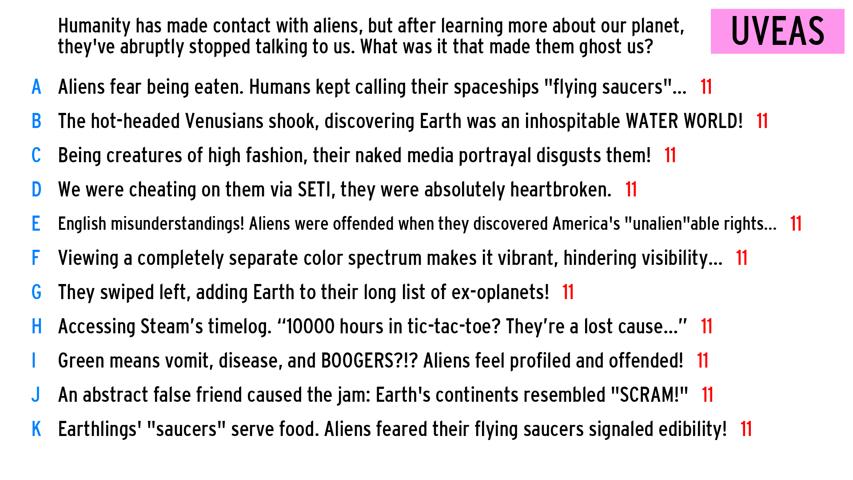 Humanity has made contact with aliens, but after learning more about our planet,
they've abruptly stopped talking to us. What was it that made them ghost us?
UVEAS
A Aliens fear being eaten. Humans kept calling their spaceships "flying saucers"... 11
B The hot-headed Venusians shook, discovering Earth was an inhospitable WATER WORLD! 11
C Being creatures of high fashion, their naked media portrayal disgusts them! 11
D We were cheating on them via SETI, they were absolutely heartbroken. 11
E English misunderstandings! Aliens were offended when they discovered America's "unalien"able rights... 11
F Viewing a completely separate color spectrum makes it vibrant, hindering visibility... 11
G They swiped left, adding Earth to their long list of ex-oplanets! 11
H Accessing Steam’s timelog. “10000 hours in tic-tac-toe? They’re a lost cause...” 11
I Green means vomit, disease, and BOOGERS?!? Aliens feel profiled and offended! 11
J An abstract false friend caused the jam: Earth's continents resembled "SCRAM!" 11
K Earthlings' "saucers" serve food. Aliens feared their flying saucers signaled edibility! 11